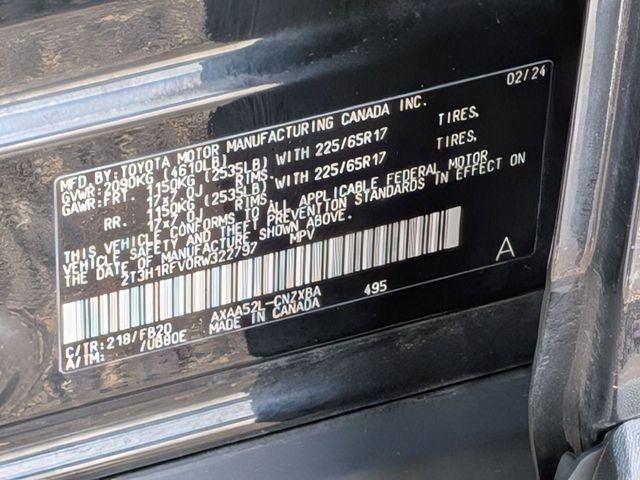 MFD.BY:TOYOTA MOTOR MANUFACTURING CANADA INC. 02/24
GVWR:2090KG (4610LB)
GAWR:FRT. 1150KG (2535LB) WITH 225/65R17 TIRES,
17x7.0J RIMS,
RR. 1150KG (2535LB) WITH 225/65R17 TIRES,
17x7.0J RIMS,
THIS VEHICLE CONFORMS TO ALL APPLICABLE FEDERAL MOTOR
VEHICLE SAFETY AND THEFT PREVENTION STANDARDS IN EFFECT ON
THE DATE OF MANUFACTURE SHOWN ABOVE.
2T3H1RFV0RW322797 MPV
C/TR:218/FB20 AXAA52L-CNZXBA 495 A
A/TM: /UB80E MADE IN CANADA